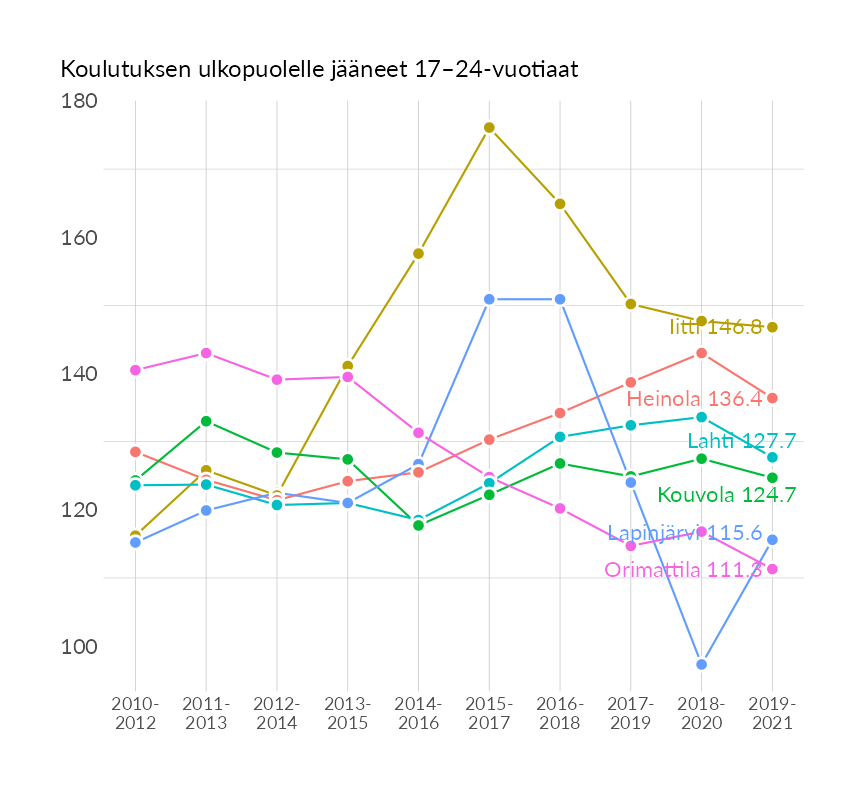 Koulutuksen ulkopuolelle jääneet 17–24-vuotiaat
180
160
140
120
100
Iitti 146.8
Heinola 136.4
Lahti 127.7
Kouvola 124.7
Lapinjärvi 115.6
Orimattila 111.3
2010- 2011- 2012- 2013- 2014- 2015- 2016- 2017- 2018- 2019-
2012 2013 2014 2015 2016 2017 2018 2019 2020 2021